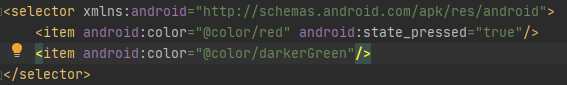 <selector xmlns:android="http://schemas.android.com/apk/res/android">
<item android:color="@color/red" android:state_pressed="true"/>
<item android:color="@color/darkerGreen"/>
</selector>